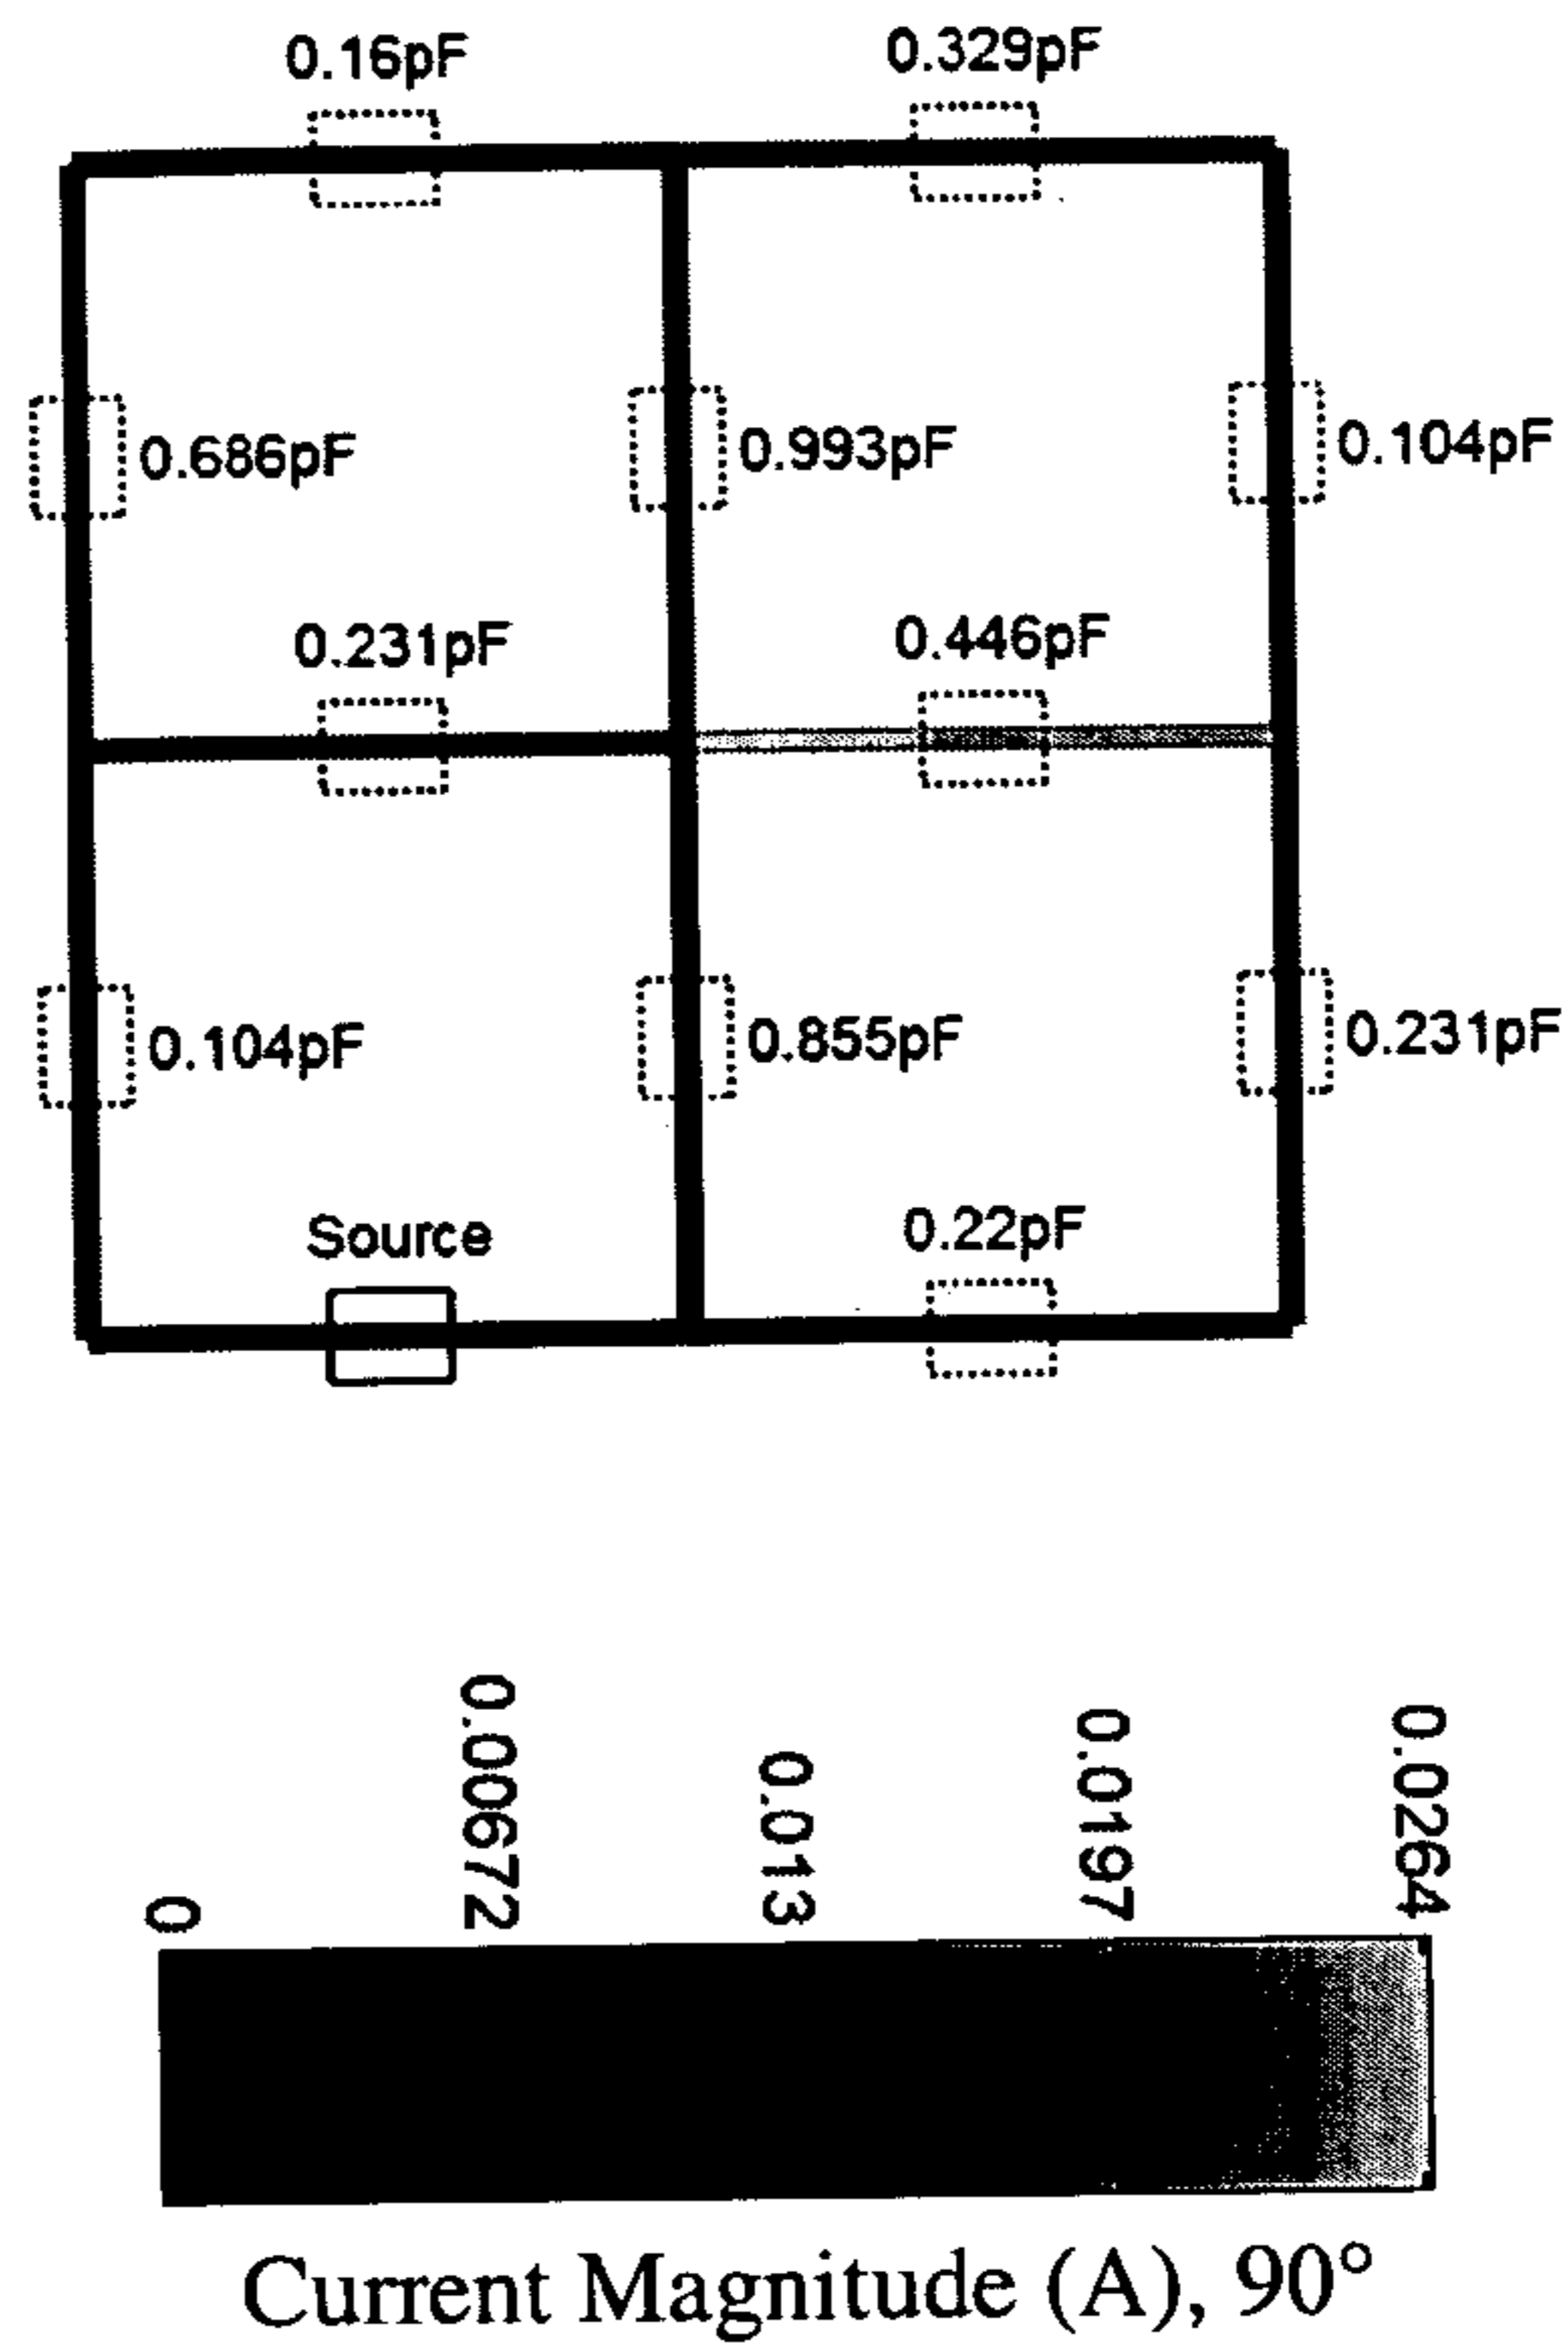 0.16pF
0.329pF
0.686pF
0.993pF
0.104pF
0.231pF
0.446pF
0.104pF
0.855pF
0.231pF
Source
0.22pF
0
0.00672
0.013
0.0197
0.0264
Current Magnitude (A), 90°